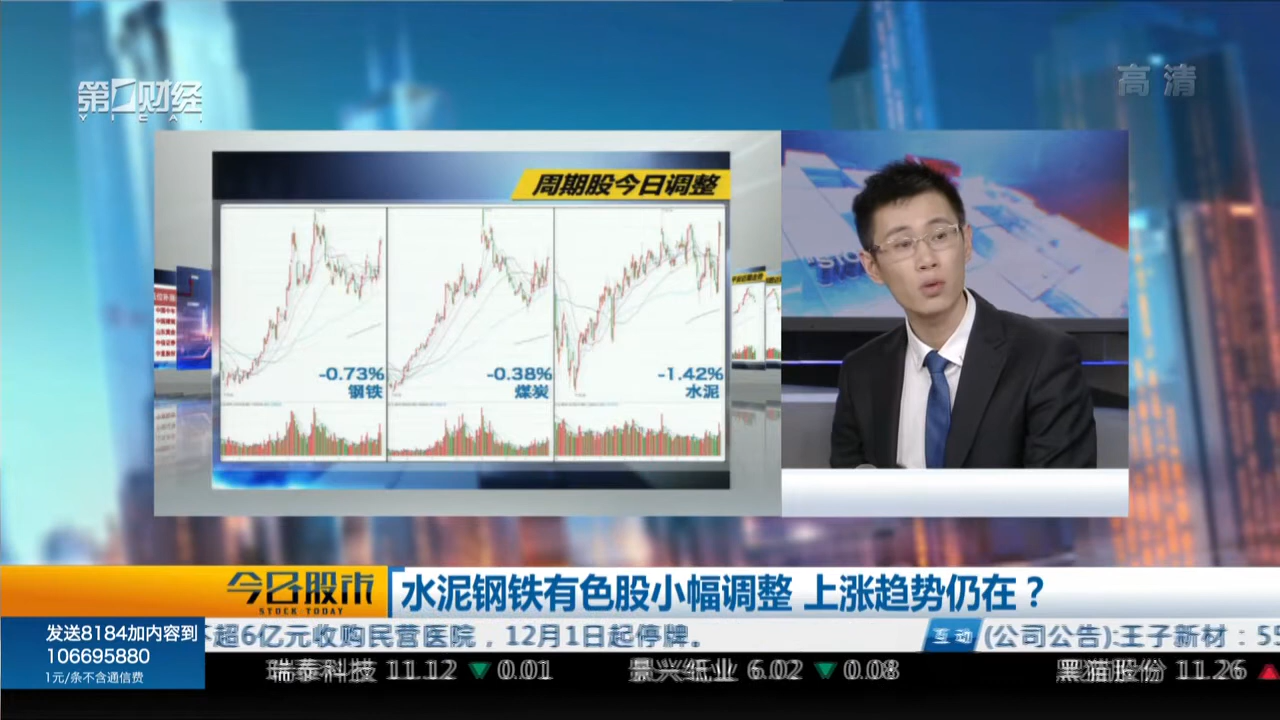 第一财经
YICAI
高清
周期股今日调整
-0.73%
钢铁
-0.38%
煤炭
-1.42%
水泥
今日股市
STOCK TODAY
水泥钢铁有色股小幅调整 上涨趋势仍在？
发送8184加内容到
106695880
1元/条不含通信费
超6亿元收购民营医院，12月1日起停牌。
互动
(公司公告):王子新材：55
瑞泰科技 11.12 ▼ 0.01
景兴纸业 6.02 ▼ 0.08
黑猫股份 11.26 ▲